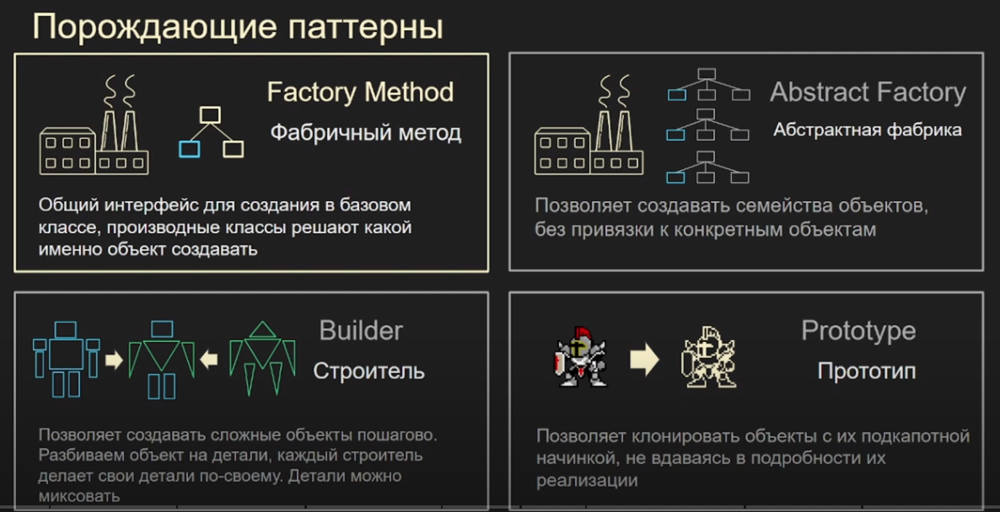 Порождающие паттерны
Factory Method
Фабричный метод
Общий интерфейс для создания в базовом
классе, производные классы решают какой
именно объект создавать
Abstract Factory
Абстрактная фабрика
Позволяет создавать семейства объектов,
без привязки к конкретным объектам
Builder
Строитель
Позволяет создавать сложные объекты пошагово.
Разбиваем объект на детали, каждый строитель
делает свои детали по-своему. Детали можно
миксовать
Prototype
Прототип
Позволяет клонировать объекты с их подкапотной
начинкой, не вдаваясь в подробности их
реализации